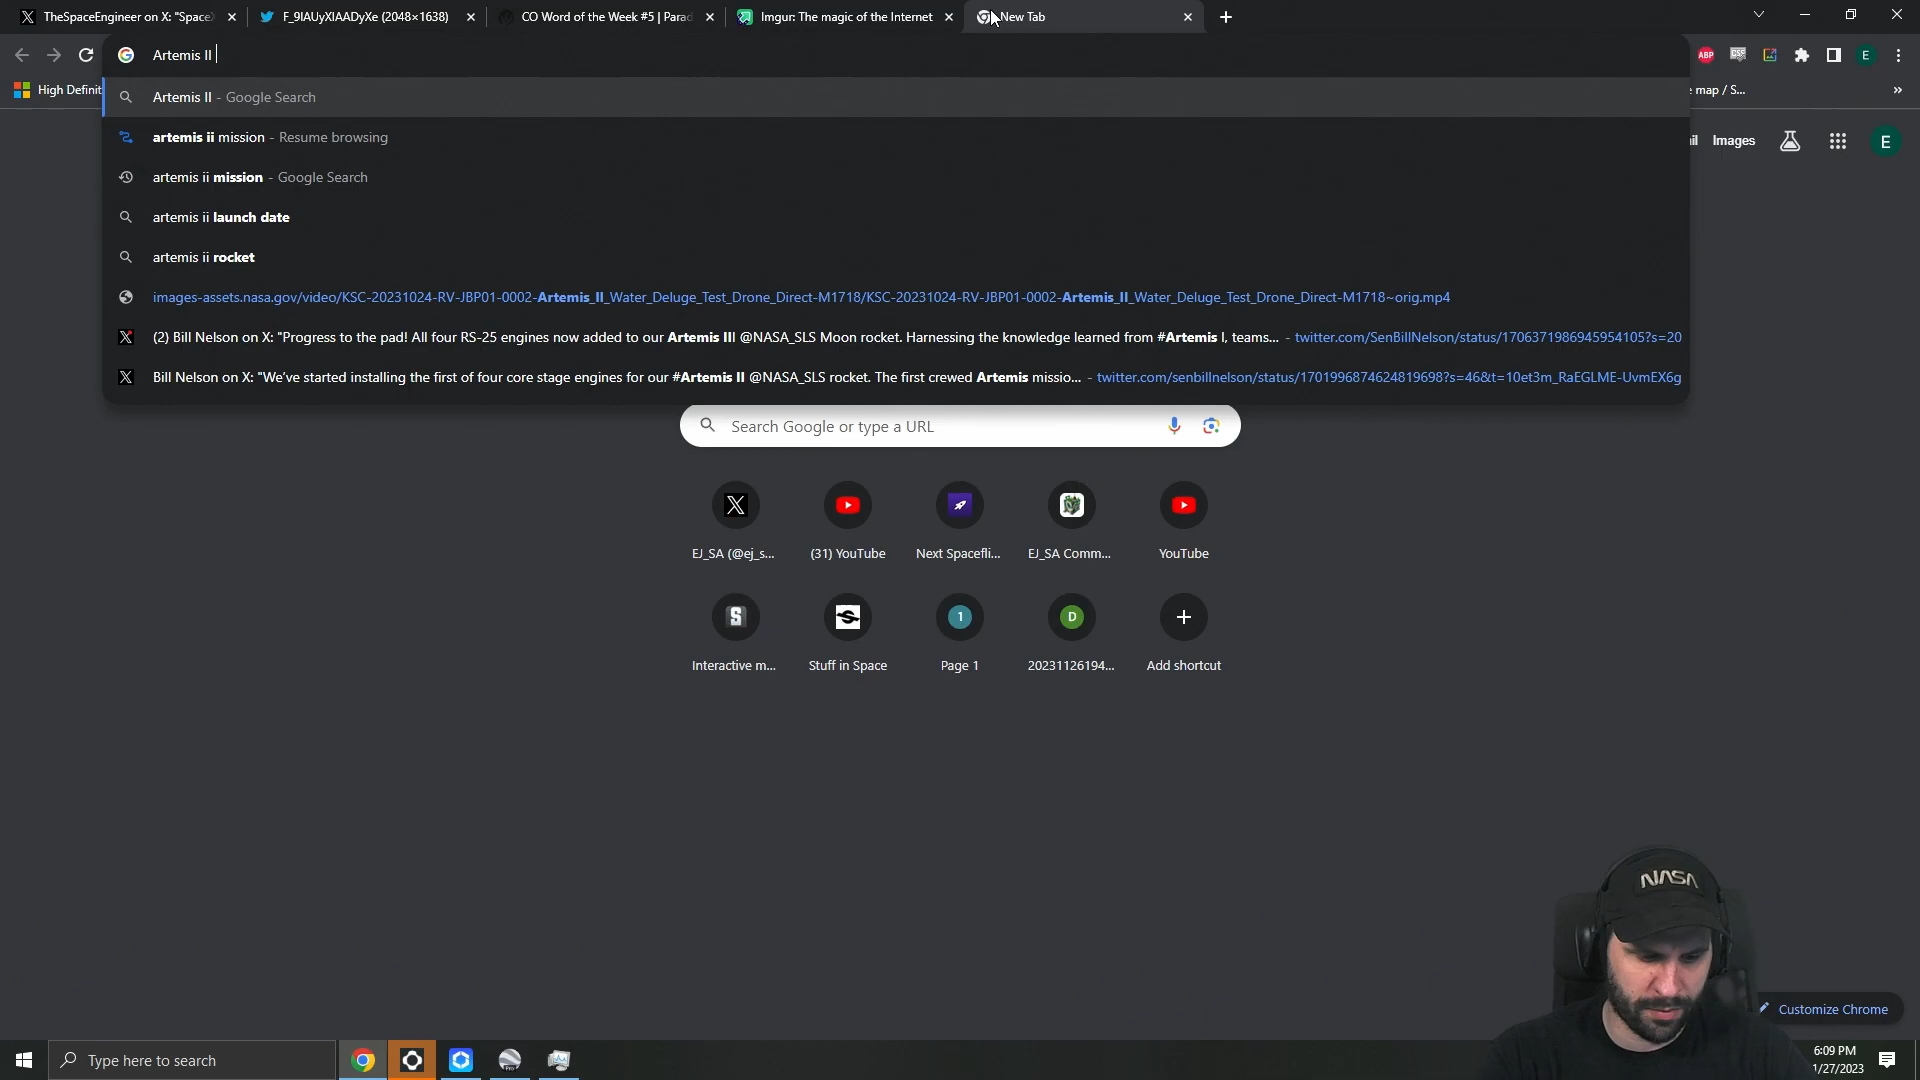 TheSpaceEngineer on X: "SpaceX
F_9IAUyXIAADyXe (2048×1638)
CO Word of the Week #5 | Parad
Imgur: The magic of the Internet
New Tab
Artemis II
ABP
E
High Definit
Artemis II - Google Search
e map / S...
»
artemis ii mission - Resume browsing
il Images
E
artemis ii mission - Google Search
artemis ii launch date
artemis ii rocket
images-assets.nasa.gov/video/KSC-20231024-RV-JBP01-0002-Artemis_II_Water_Deluge_Test_Drone_Direct-M1718/KSC-20231024-RV-JBP01-0002-Artemis_II_Water_Deluge_Test_Drone_Direct-M1718~orig.mp4
(2) Bill Nelson on X: "Progress to the pad! All four RS-25 engines now added to our Artemis II! @NASA_SLS Moon rocket. Harnessing the knowledge learned from #Artemis I, teams... - twitter.com/SenBillNelson/status/1706371986945954105?s=20
Bill Nelson on X: "We've started installing the first of four core stage engines for our #Artemis II @NASA_SLS rocket. The first crewed Artemis missio... - twitter.com/senbillnelson/status/1701996874624819698?s=46&t=10et3m_RaEGLME-UvmEX6g
Search Google or type a URL
EJ_SA (@ej_s...
(31) YouTube
Next Spacefli...
EJ_SA Comm...
YouTube
S
1
D
Interactive m...
Stuff in Space
Page 1
20231126194...
Add shortcut
NASA
Customize Chrome
Type here to search
6:09 PM
1/27/2023